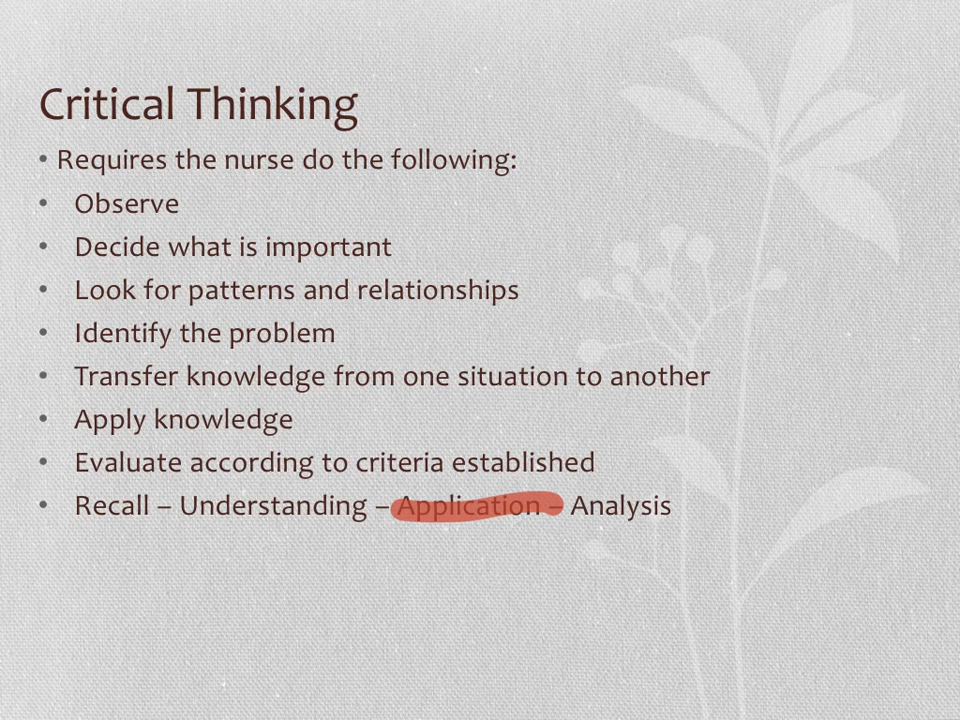 Critical Thinking
• Requires the nurse do the following:
• Observe
• Decide what is important
• Look for patterns and relationships
• Identify the problem
• Transfer knowledge from one situation to another
• Apply knowledge
• Evaluate according to criteria established
• Recall – Understanding – Application – Analysis